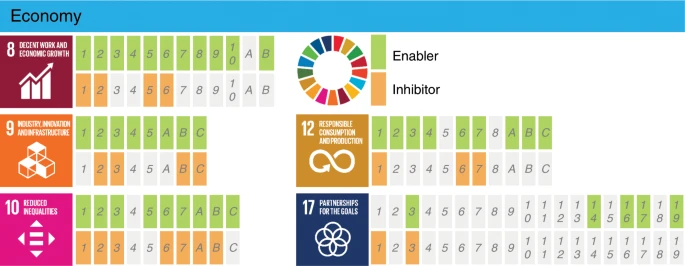 Economy
8 DECENT WORK AND
ECONOMIC GROWTH
1 2 3 4 5 6 7 8 9 10 A B
1 2 3 4 5 6 7 8 9 10 A B
Enabler
Inhibitor
9 INDUSTRY, INNOVATION
AND INFRASTRUCTURE
1 2 3 4 5 A B C
1 2 3 4 5 A B C
12 RESPONSIBLE
CONSUMPTION
AND PRODUCTION
1 2 3 4 5 6 7 8 A B C
1 2 3 4 5 6 7 8 A B C
10 REDUCED
INEQUALITIES
1 2 3 4 5 6 7 A B C
1 2 3 4 5 6 7 A B C
17 PARTNERSHIPS
FOR THE GOALS
1 2 3 4 5 6 7 8 9 10 11 12 13 14 15 16 17 18 19
1 2 3 4 5 6 7 8 9 10 11 12 13 14 15 16 17 18 19